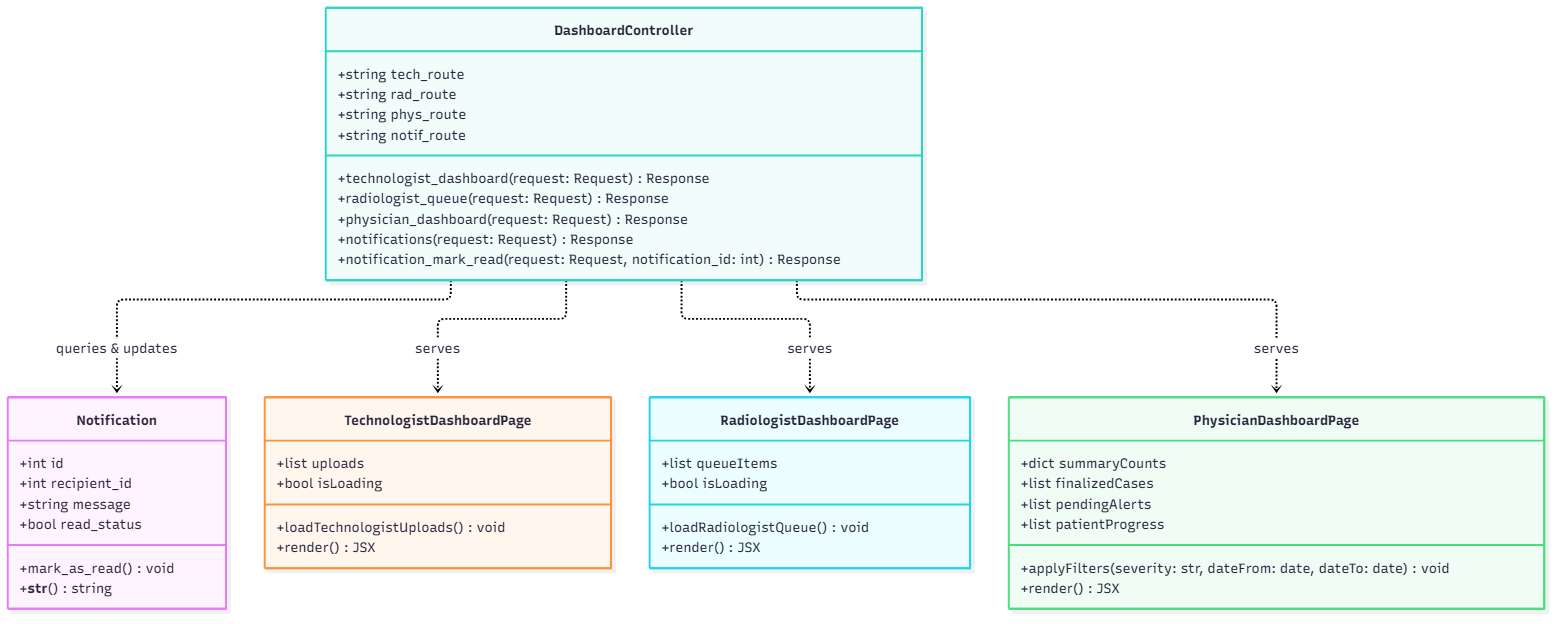 DashboardController
+string tech_route
+string rad_route
+string phys_route
+string notif_route
+technologist_dashboard(request: Request) : Response
+radiologist_queue(request: Request) : Response
+physician_dashboard(request: Request) : Response
+notifications(request: Request) : Response
+notification_mark_read(request: Request, notification_id: int) : Response
queries & updates
serves
serves
serves
Notification
+int id
+int recipient_id
+string message
+bool read_status
+mark_as_read() : void
+str() : string
TechnologistDashboardPage
+list uploads
+bool isLoading
+loadTechnologistUploads() : void
+render() : JSX
RadiologistDashboardPage
+list queueItems
+bool isLoading
+loadRadiologistQueue() : void
+render() : JSX
PhysicianDashboardPage
+dict summaryCounts
+list finalizedCases
+list pendingAlerts
+list patientProgress
+applyFilters(severity: str, dateFrom: date, dateTo: date) : void
+render() : JSX